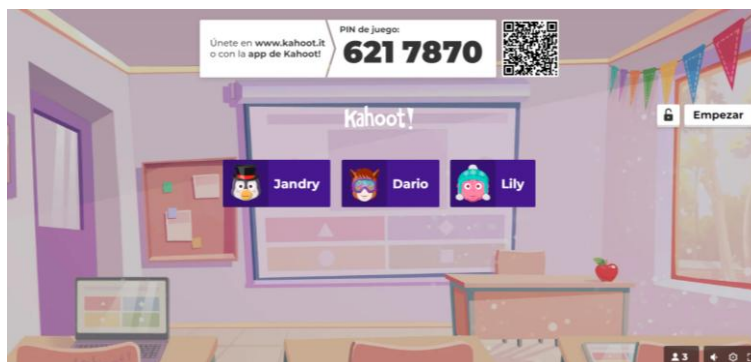 Únete en www.kahoot.it
o con la app de Kahoot!
PIN de juego:
621 7870
Kahoot!
Empezar
Jandry
Dario
Lily
3